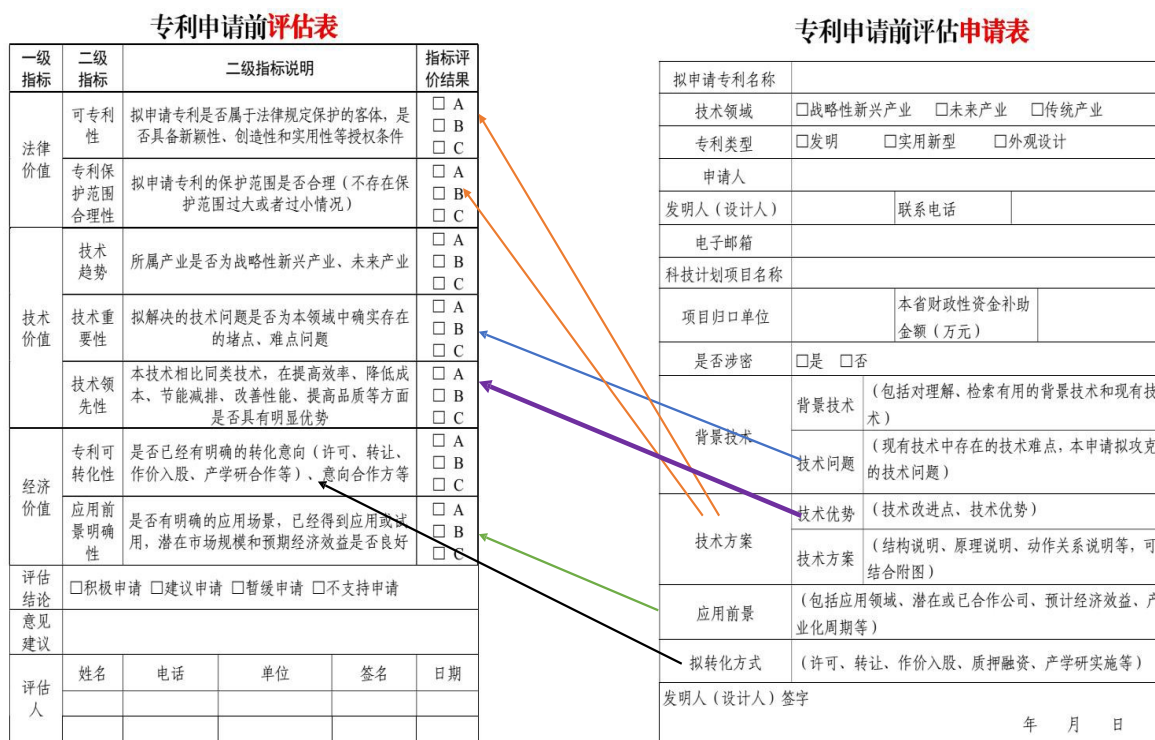 专利申请前评估表
一级
指标
二级
指标
二级指标说明
指标评
价结果
法律
价值
可专利
性
拟申请专利是否属于法律规定保护的客体，是
否具备新颖性、创造性和实用性等授权条件
□ A
□ B
□ C
专利保
护范围
合理性
拟申请专利的保护范围是否合理（不存在保
护范围过大或者过小情况）
□ A
□ B
□ C
技术
价值
技术
趋势
所属产业是否为战略性新兴产业、未来产业
□ A
□ B
□ C
技术重
要性
拟解决的技术问题是否为本领域中确实存在
的堵点、难点问题
□ A
□ B
□ C
技术领
先性
本技术相比同类技术，在提高效率、降低成
本、节能减排、改善性能、提高品质等方面
是否具有明显优势
□ A
□ B
□ C
经济
价值
专利可
转化性
是否已经有明确的转化意向（许可、转让、
作价入股、产学研合作等）、意向合作方等
□ A
□ B
□ C
应用前
景明确
性
是否有明确的应用场景，已经得到应用或试
用，潜在市场规模和预期经济效益是否良好
□ A
□ B
□ C
评估
结论
□积极申请 □建议申请 □暂缓申请 □不支持申请
意见
建议
评估
人
姓名
电话
单位
签名
日期
专利申请前评估申请表
拟申请专利名称
技术领域
□战略性新兴产业 □未来产业 □传统产业
专利类型
□发明 □实用新型 □外观设计
申请人
发明人（设计人）
联系电话
电子邮箱
科技计划项目名称
项目归口单位
本省财政性资金补助
金额（万元）
是否涉密
□是 □否
背景技术
背景技术
（包括对理解、检索有用的背景技术和现有技
术）
技术问题
（现有技术中存在的技术难点，本申请拟攻克
的技术问题）
技术方案
技术优势
（技术改进点、技术优势）
技术方案
（结构说明、原理说明、动作关系说明等，可
结合附图）
应用前景
（包括应用领域、潜在或已合作公司、预计经济效益、产
业化周期等）
拟转化方式
（许可、转让、作价入股、质押融资、产学研实施等）
发明人（设计人）签字
年 月 日